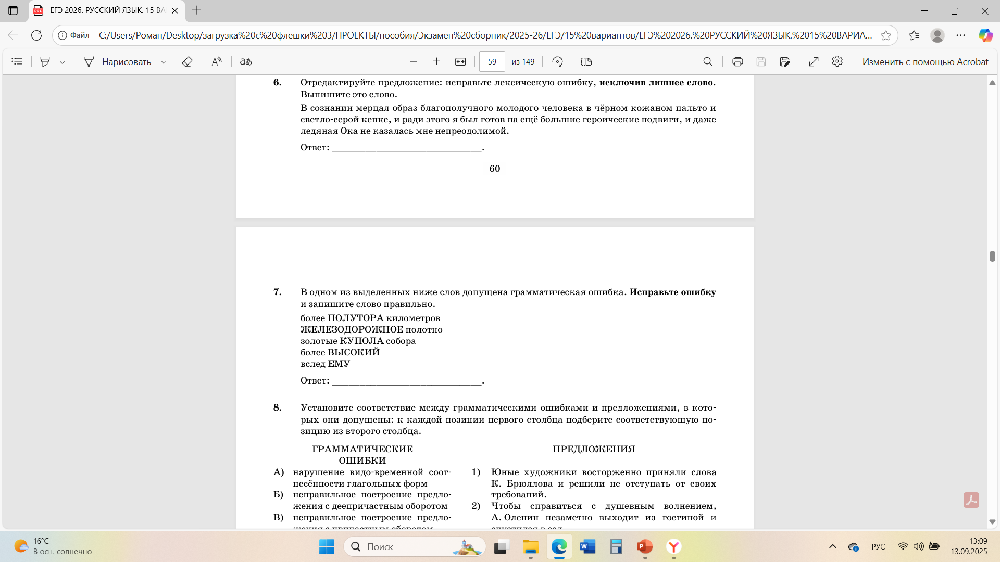 ЕГЭ 2026. РУССКИЙ ЯЗЫК. 15 ВА
Файл
C:/Users/Роман/Desktop/загрузка%20с%20флешки%203/ПРОЕКТЫ/пособия/Экзамен%20сборник/2025-26/ЕГЭ/15%20вариантов/ЕГЭ%202026.%20РУССКИЙ%20ЯЗЫК.%2015%20ВАРИА...
Нарисовать
59 из 149
Изменить с помощью Acrobat
6. Отредактируйте предложение: исправьте лексическую ошибку, исключив лишнее слово.
Выпишите это слово.
В сознании мерцал образ благополучного молодого человека в чёрном кожаном пальто и
светло-серой кепке, и ради этого я был готов на ещё большие героические подвиги, и даже
ледяная Ока не казалась мне непреодолимой.
Ответ: ____________________________.
60
7. В одном из выделенных ниже слов допущена грамматическая ошибка. Исправьте ошибку
и запишите слово правильно.
более ПОЛУТОРА километров
ЖЕЛЕЗОДОРОЖНОЕ полотно
золотые КУПОЛА собора
более ВЫСОКИЙ
вслед ЕМУ
Ответ: ____________________________.
8. Установите соответствие между грамматическими ошибками и предложениями, в кото-
рых они допущены: к каждой позиции первого столбца подберите соответствующую по-
зицию из второго столбца.
ГРАММАТИЧЕСКИЕ
ОШИБКИ
А) нарушение видо-временной соот-
несённости глагольных форм
Б) неправильное построение предло-
жения с деепричастным оборотом
В) неправильное построение предло-
жения с причастным оборотом
ПРЕДЛОЖЕНИЯ
1) Юные художники восторженно приняли слова
К. Брюллова и решили не отступать от своих
требований.
2) Чтобы справиться с душевным волнением,
А. Оленин незаметно выходит из гостиной и
спустился в сад.
16°C
В осн. солнечно
Поиск
РУС
13:09
13.09.2025